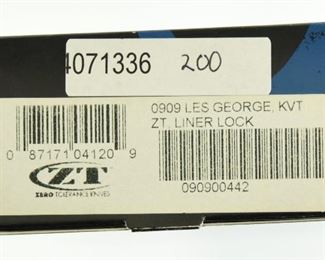 4071336 200
0909 LES GEORGE, KVT
ZT, LINER LOCK
0 87171 04120 9
ZT
ZERO TOLERANCE KNIVES
090900442